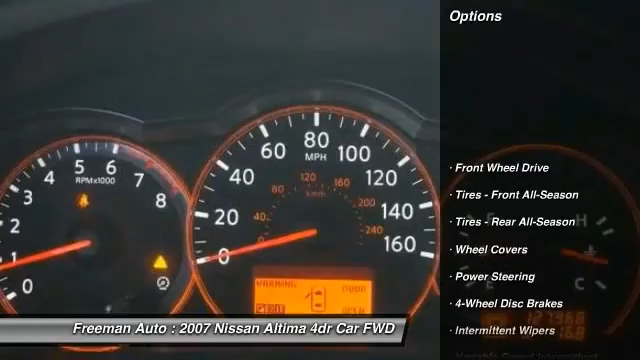 Options
80
60
100
MPH
40
120
20
140
0
160
120
80
160
km/h
40
200
0
240
5
6
4
RPMx1000
7
3
8
2
1
0
WARNING
DOOR
H
C
· Front Wheel Drive
· Tires - Front All-Season
· Tires - Rear All-Season
· Wheel Covers
· Power Steering
· 4-Wheel Disc Brakes
· Intermittent Wipers
Freeman Auto : 2007 Nissan Altima 4dr Car FWD